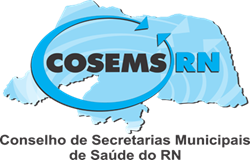 COSEMS RN
Conselho de Secretarias Municipais
de Saúde do RN